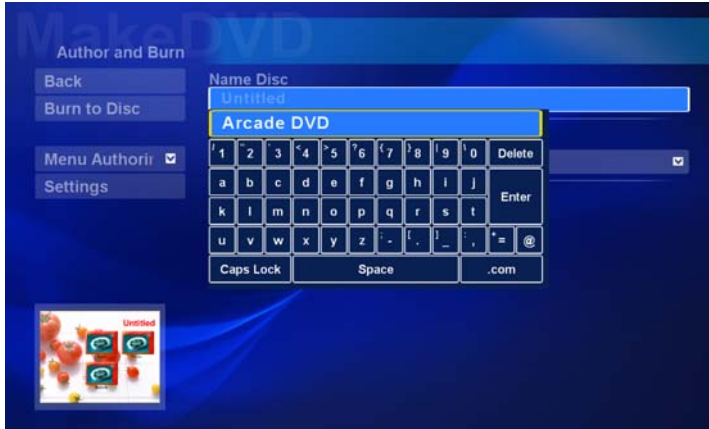 MakeDVD
Author and Burn
Back
Burn to Disc
Menu Authorin
Settings
Name Disc
Untitled
Arcade DVD
1 2 3 < 4 > 5 ? 6 { 7 } 8 | 9 \ 0 Delete
a b c d e f g h i j
Enter
k l m n o p q r s t
u v w x y z ; - [ . ] _ : , * = @
Caps Lock Space .com
Untitled